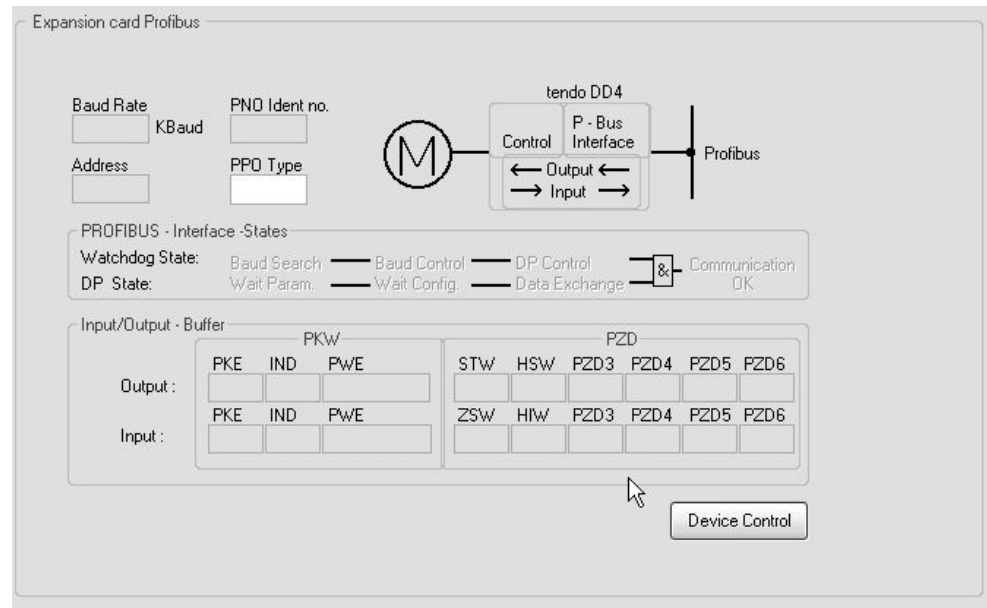 Expansion card Profibus
Baud Rate
KBaud
PNO Ident no.
Address
PPO Type
M
tendo DD4
Control
P - Bus
Interface
Output
Input
Profibus
PROFIBUS - Interface -States
Watchdog State: Baud Search Baud Control DP Control
DP State: Wait Param. Wait Config. Data Exchange
&
Communication
OK
Input/Output - Buffer
PKW PZD
PKE IND PWE STW HSW PZD3 PZD4 PZD5 PZD6
Output :
PKE IND PWE ZSW HIW PZD3 PZD4 PZD5 PZD6
Input :
Device Control